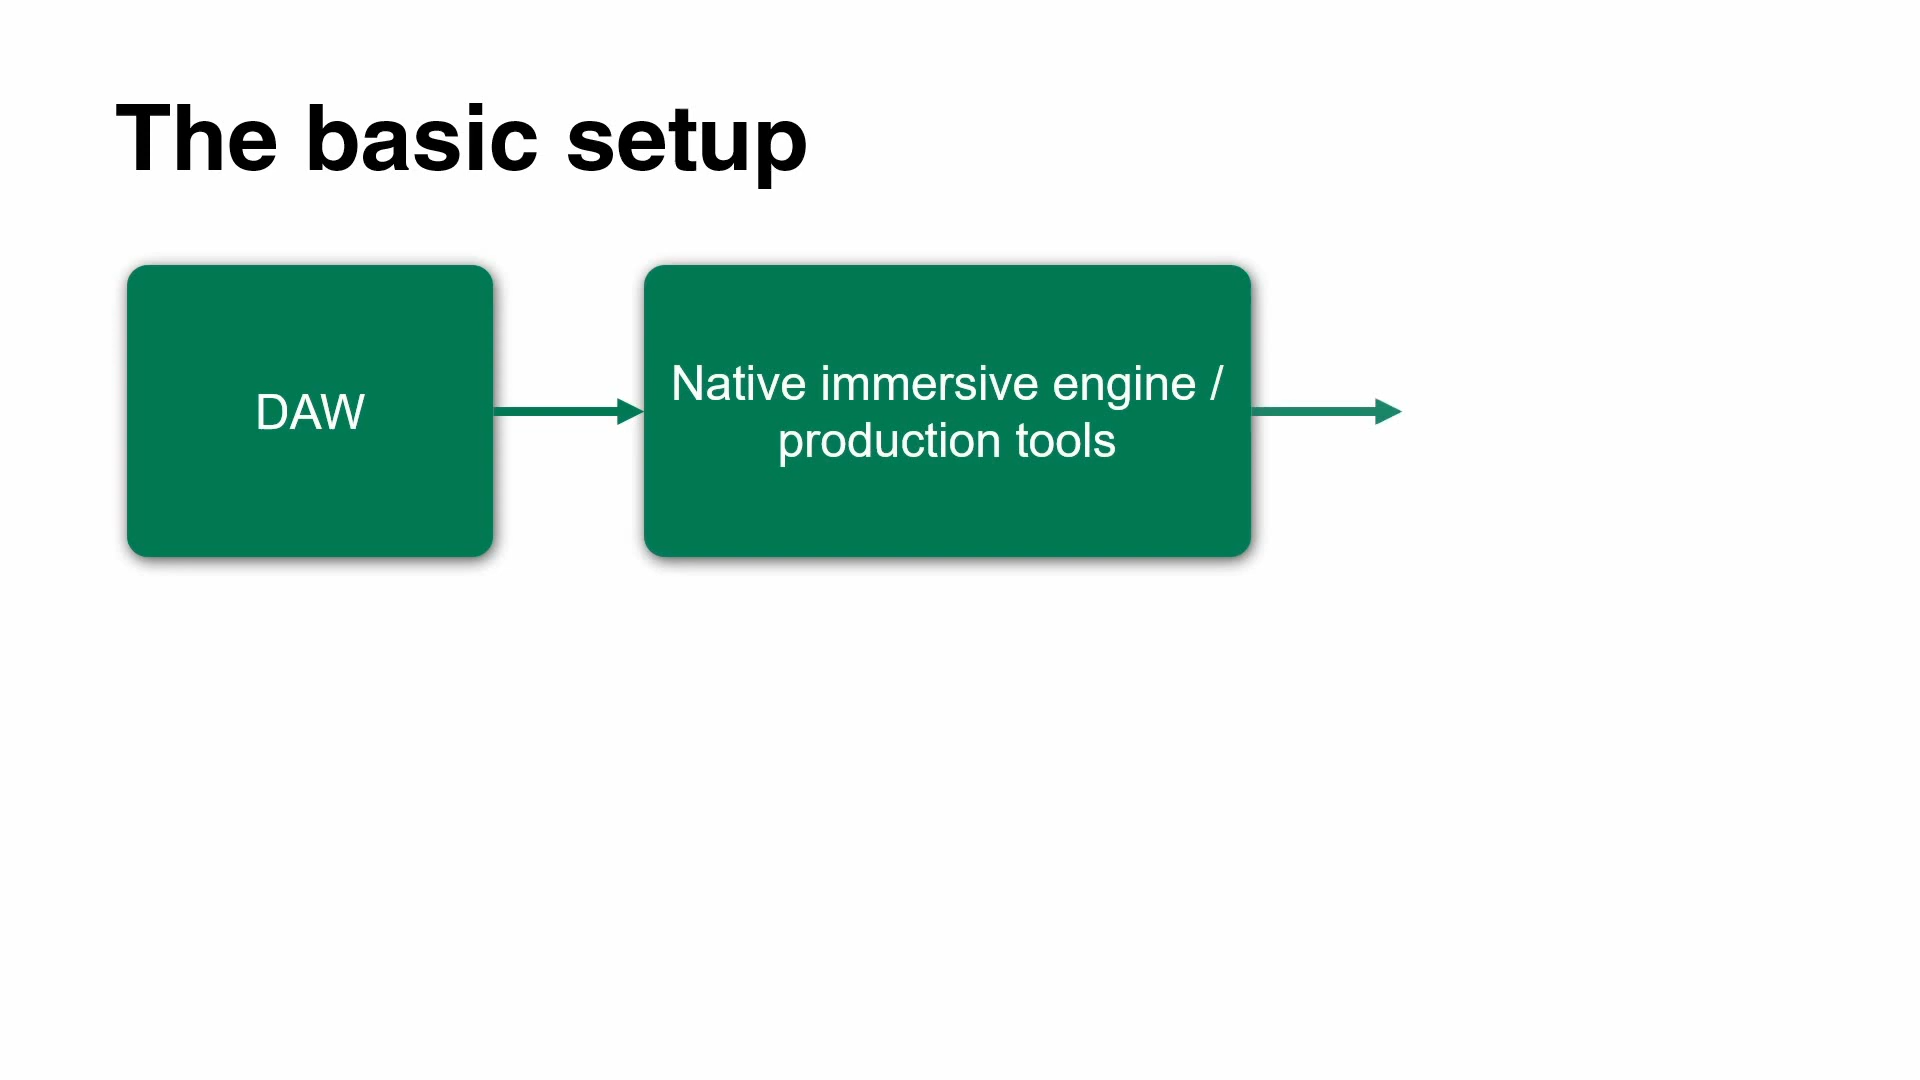 The basic setup
DAW
Native immersive engine /
production tools